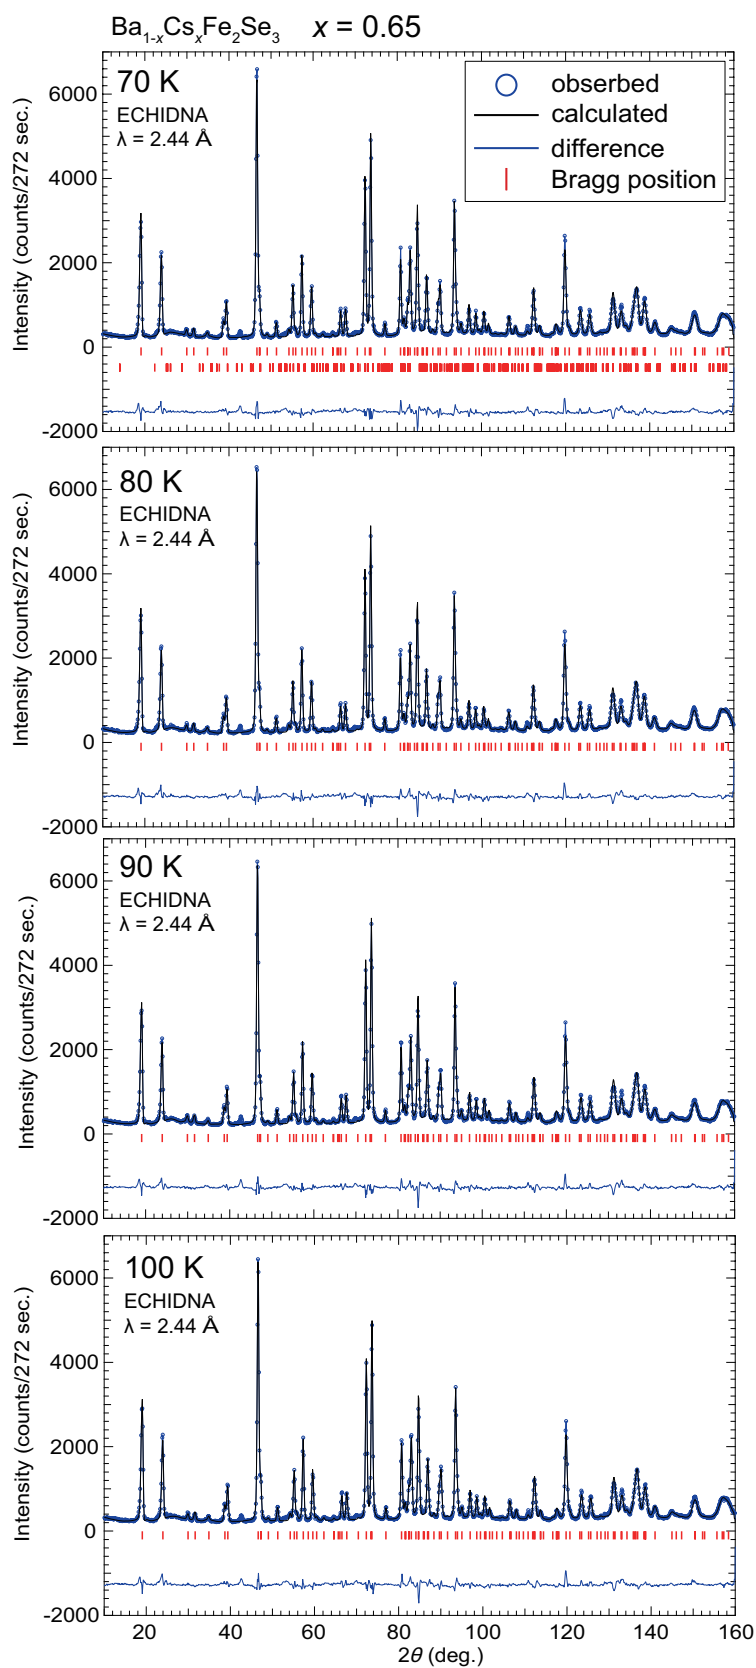 Ba1-xCsxFe2Se3 x = 0.65
70 K
ECHIDNA
λ = 2.44 Å
obserbed
calculated
difference
Bragg position
Intensity (counts/272 sec.)
6000
4000
2000
0
-2000
80 K
ECHIDNA
λ = 2.44 Å
Intensity (counts/272 sec.)
6000
4000
2000
0
-2000
90 K
ECHIDNA
λ = 2.44 Å
Intensity (counts/272 sec.)
6000
4000
2000
0
-2000
100 K
ECHIDNA
λ = 2.44 Å
Intensity (counts/272 sec.)
6000
4000
2000
0
-2000
20 40 60 80 100 120 140 160
2θ (deg.)